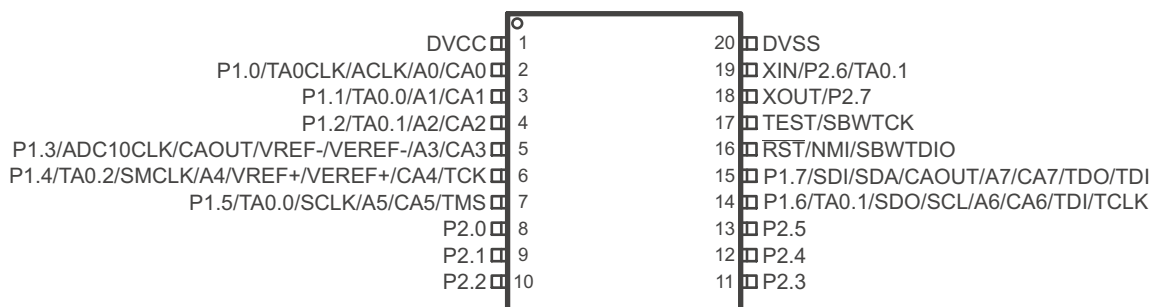 DVCC 1 20 DVSS
P1.0/TA0CLK/ACLK/A0/CA0 2 19 XIN/P2.6/TA0.1
P1.1/TA0.0/A1/CA1 3 18 XOUT/P2.7
P1.2/TA0.1/A2/CA2 4 17 TEST/SBWTCK
P1.3/ADC10CLK/CAOUT/VREF-/VEREF-/A3/CA3 5 16 R̅S̅T̅/NMI/SBWTDIO
P1.4/TA0.2/SMCLK/A4/VREF+/VEREF+/CA4/TCK 6 15 P1.7/SDI/SDA/CAOUT/A7/CA7/TDO/TDI
P1.5/TA0.0/SCLK/A5/CA5/TMS 7 14 P1.6/TA0.1/SDO/SCL/A6/CA6/TDI/TCLK
P2.0 8 13 P2.5
P2.1 9 12 P2.4
P2.2 10 11 P2.3